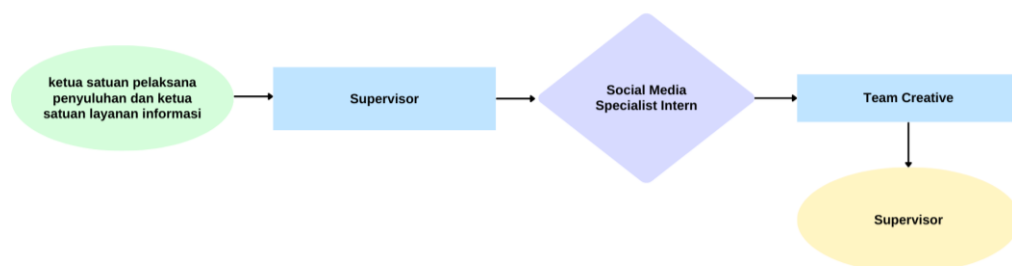 ketua satuan pelaksana
penyuluhan dan ketua
satuan layanan informasi
Supervisor
Social Media
Specialist Intern
Team Creative
Supervisor